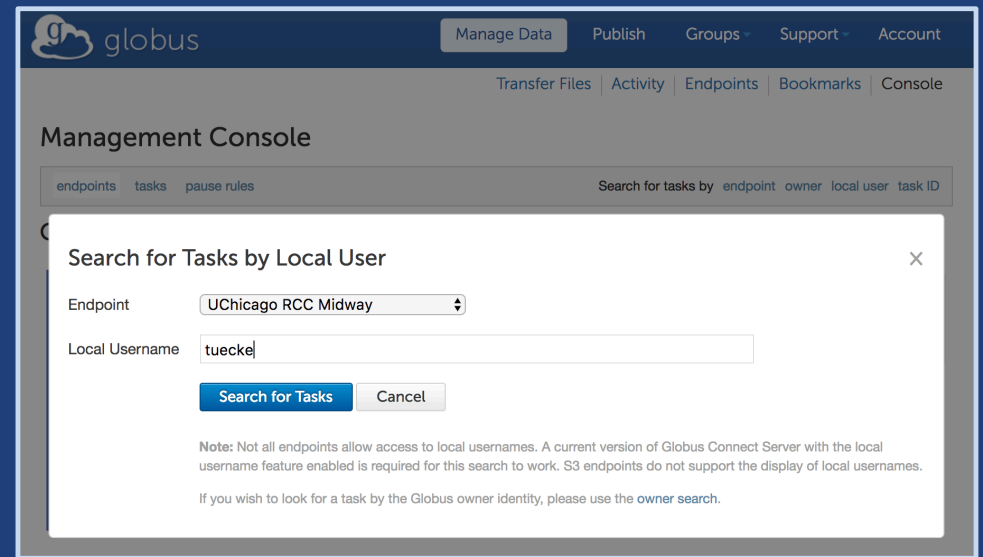 globus
Manage Data Publish Groups Support Account
Transfer Files Activity Endpoints Bookmarks Console
Management Console
endpoints tasks pause rules Search for tasks by endpoint owner local user task ID
Search for Tasks by Local User
Endpoint UChicago RCC Midway
Local Username tuecke
Search for Tasks Cancel
Note: Not all endpoints allow access to local usernames. A current version of Globus Connect Server with the local
username feature enabled is required for this search to work. S3 endpoints do not support the display of local usernames.
If you wish to look for a task by the Globus owner identity, please use the owner search.